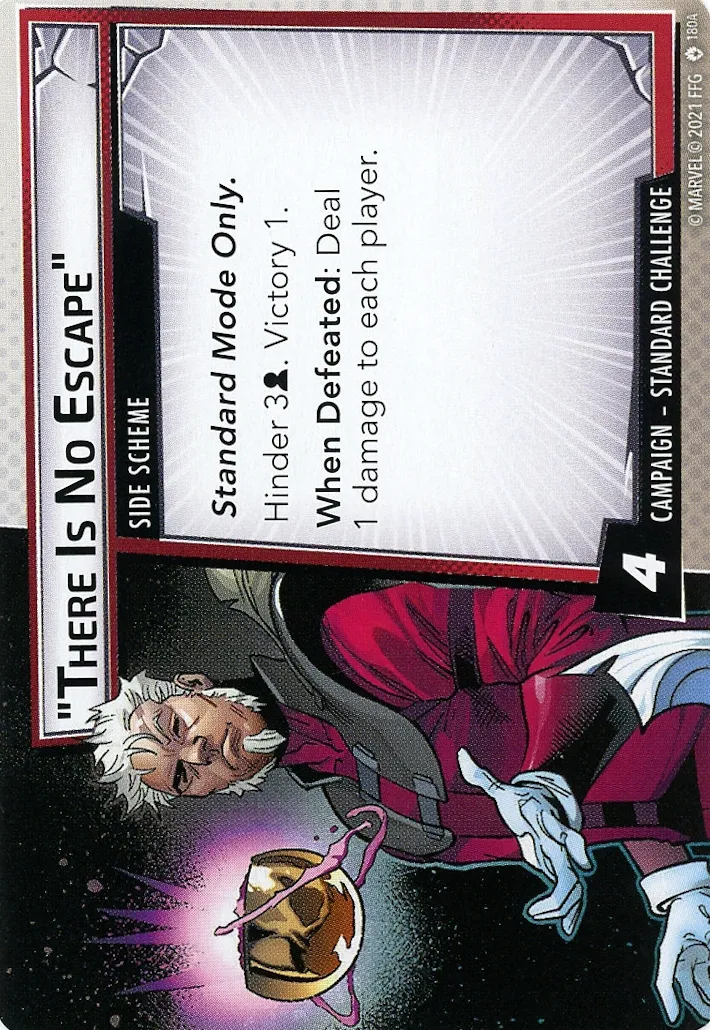 "THERE IS NO ESCAPE"
SIDE SCHEME
Standard Mode Only.
Hinder 3. Victory 1.
When Defeated: Deal
1 damage to each player.
4
CAMPAIGN – STANDARD CHALLENGE
© MARVEL © 2021 FFG 180A